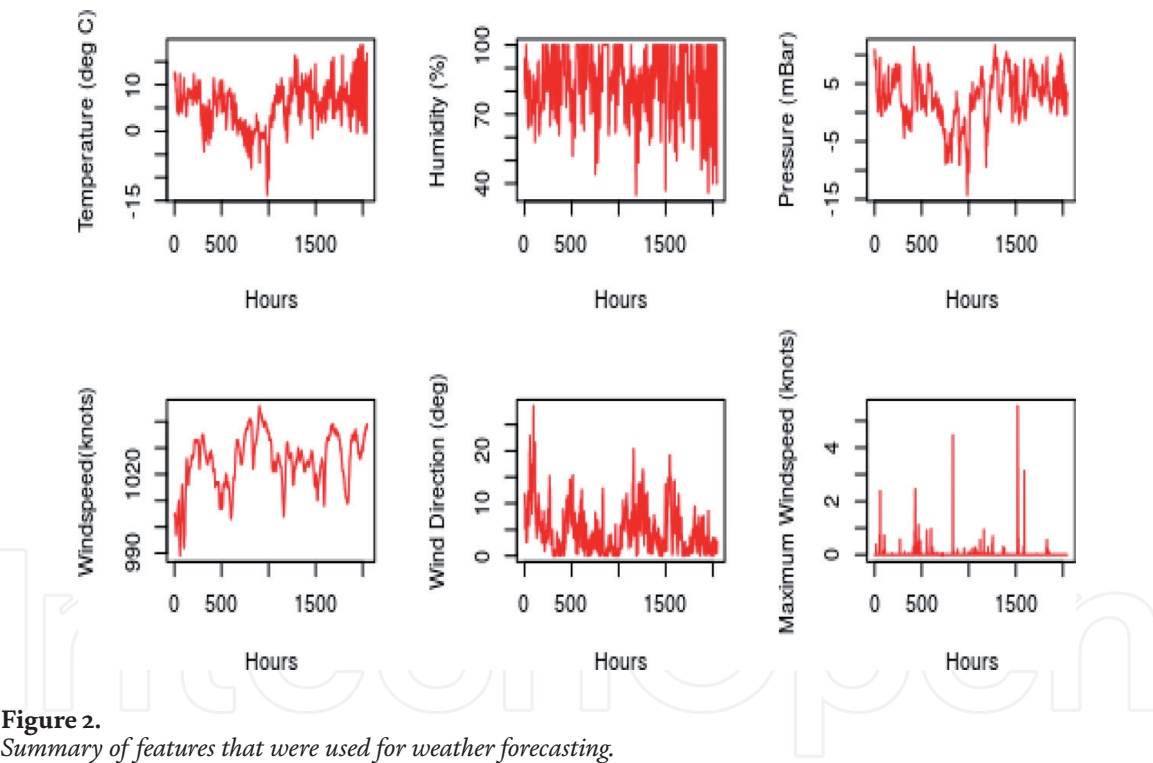 Temperature (deg C)
-15 0 10
0 500 1500
Hours
Humidity (%)
40 70 100
0 500 1500
Hours
Pressure (mBar)
-15 -5 5
0 500 1500
Hours
Windspeed(knots)
990 1020
0 500 1500
Hours
Wind Direction (deg)
0 10 20
0 500 1500
Hours
Maximum Windspeed (knots)
0 2 4
0 500 1500
Hours
IntechOpen
Figure 2.
Summary of features that were used for weather forecasting.